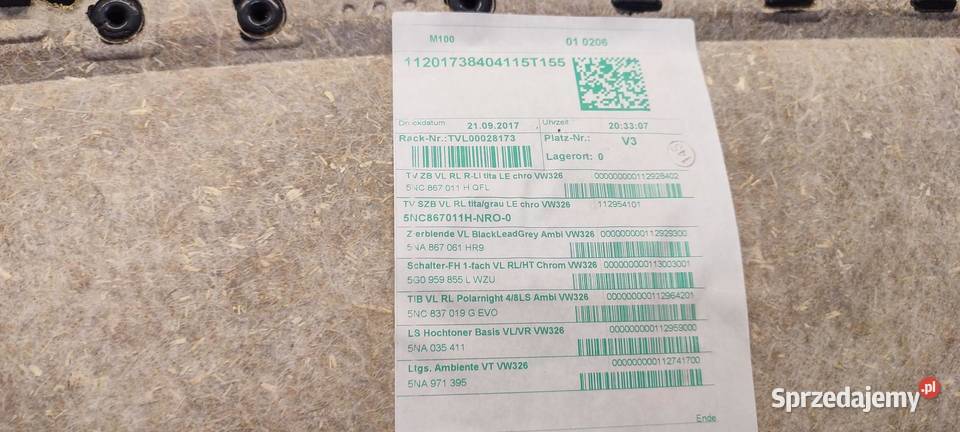 M100 01 0206
11201738404115T155
Druckdatum 21.09.2017 Uhrzeit 20:33:07
Rack-Nr.:TVL00028173 Platz-Nr.: V3
Lagerort: 0
TV ZB VL RL R-LI tita LE chro VW326 000000000112928402
5NC 867 011 H QFL
TV SZB VL RL tita/grau LE chro VW326 112954101
5NC867011H-NRO-0
Zierblende VL BlackLeadGrey Ambi VW326 000000000112929300
5NA 867 061 HR9
Schalter-FH 1-fach VL RL/HT Chrom VW326 000000000113003001
5G0 959 855 L WZU
TIB VL RL Polarnight 4/8LS Ambi VW326 000000000112964201
5NC 837 019 G EVO
LS Hochtoner Basis VL/VR VW326 000000000112959000
5NA 035 411
Ltgs. Ambiente VT VW326 000000000112741700
5NA 971 395
Ende
Sprzedajemy.pl